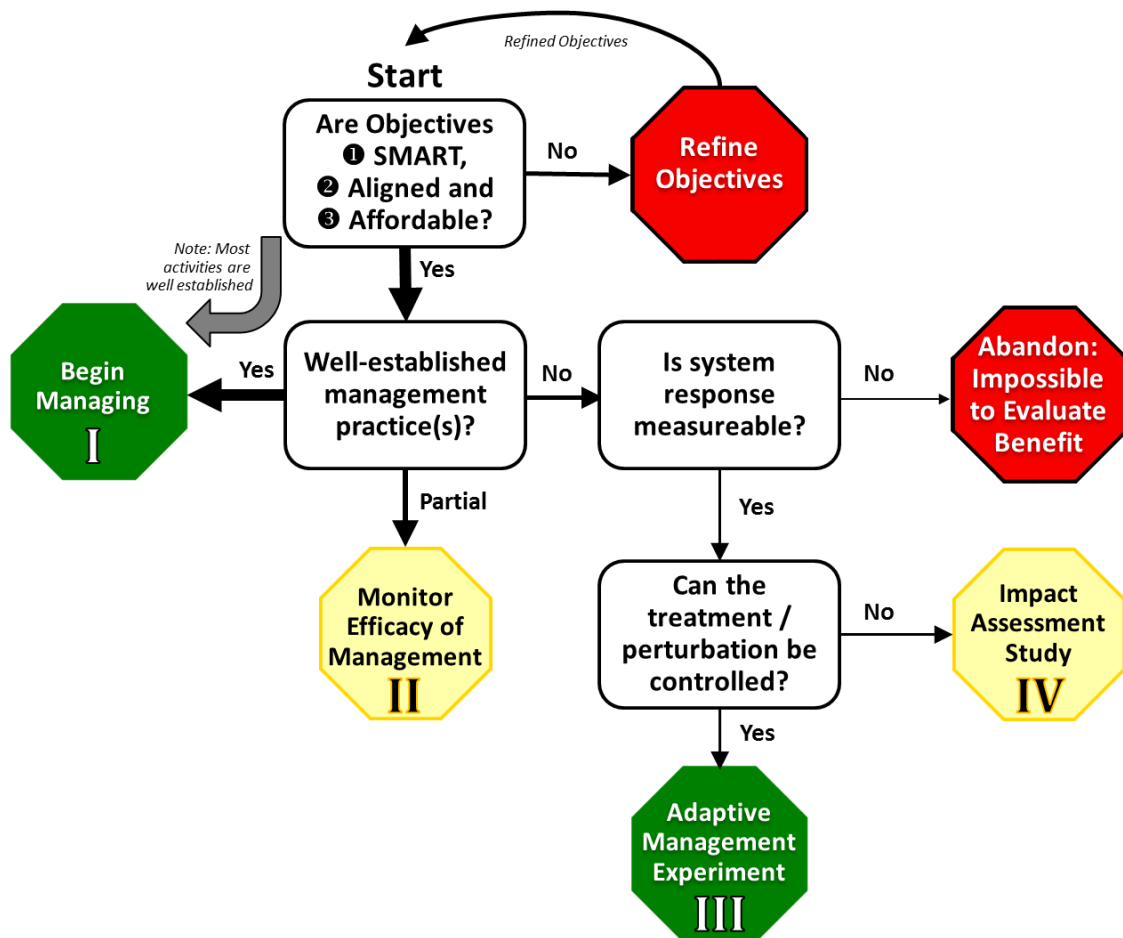 Refined Objectives
Start
Are Objectives
❶ SMART,
❷ Aligned and
❸ Affordable?
No
Refine
Objectives
Note: Most
activities are
well established
Yes
Begin
Managing
I
Yes
Well-established
management
practice(s)?
No
Is system
response
measureable?
No
Abandon:
Impossible
to Evaluate
Benefit
Partial
Yes
Monitor
Efficacy of
Management
II
Can the
treatment /
perturbation be
controlled?
No
Impact
Assessment
Study
IV
Yes
Adaptive
Management
Experiment
III